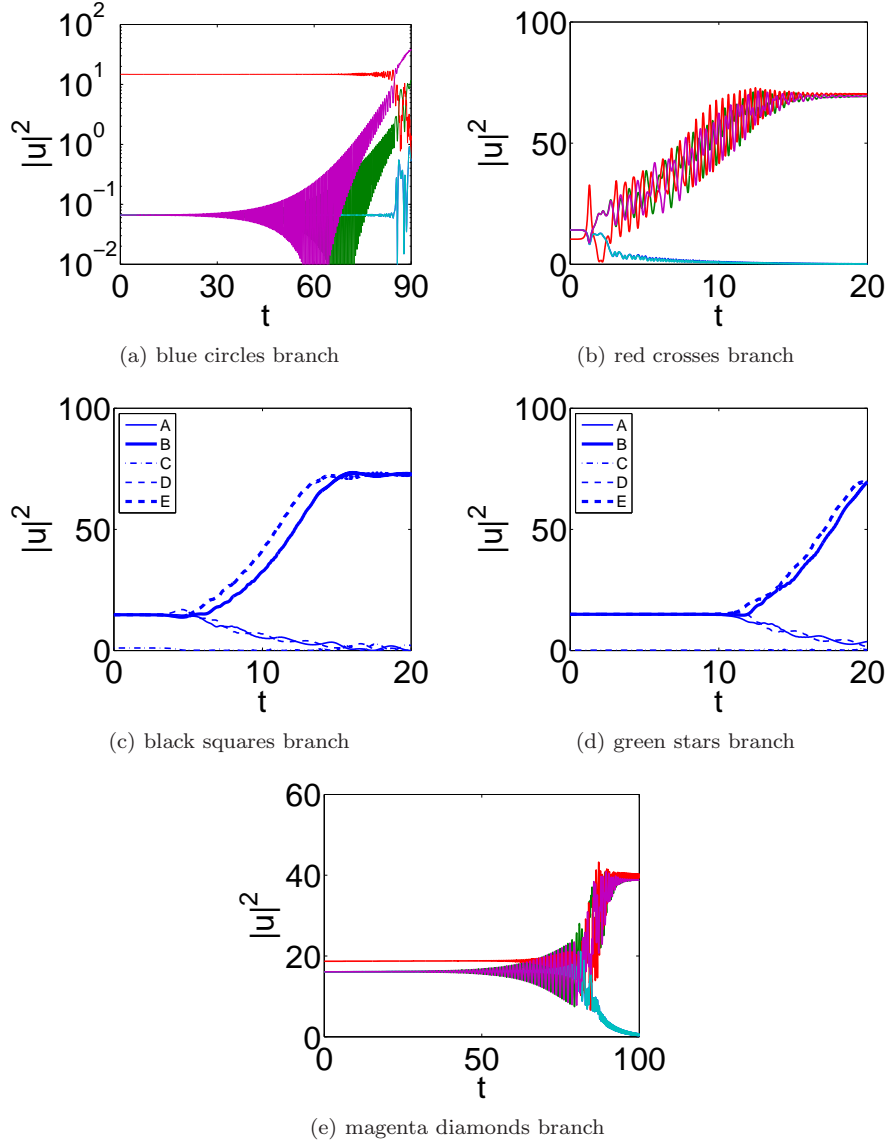 10^2
10^1
10^0
10^-1
10^-2
|u|^2
0 30 60 90
t
(a) blue circles branch
100
50
0
|u|^2
0 10 20
t
(b) red crosses branch
100
50
0
|u|^2
A
B
C
D
E
0 10 20
t
(c) black squares branch
100
50
0
|u|^2
A
B
C
D
E
0 10 20
t
(d) green stars branch
60
40
20
0
|u|^2
0 50 100
t
(e) magenta diamonds branch